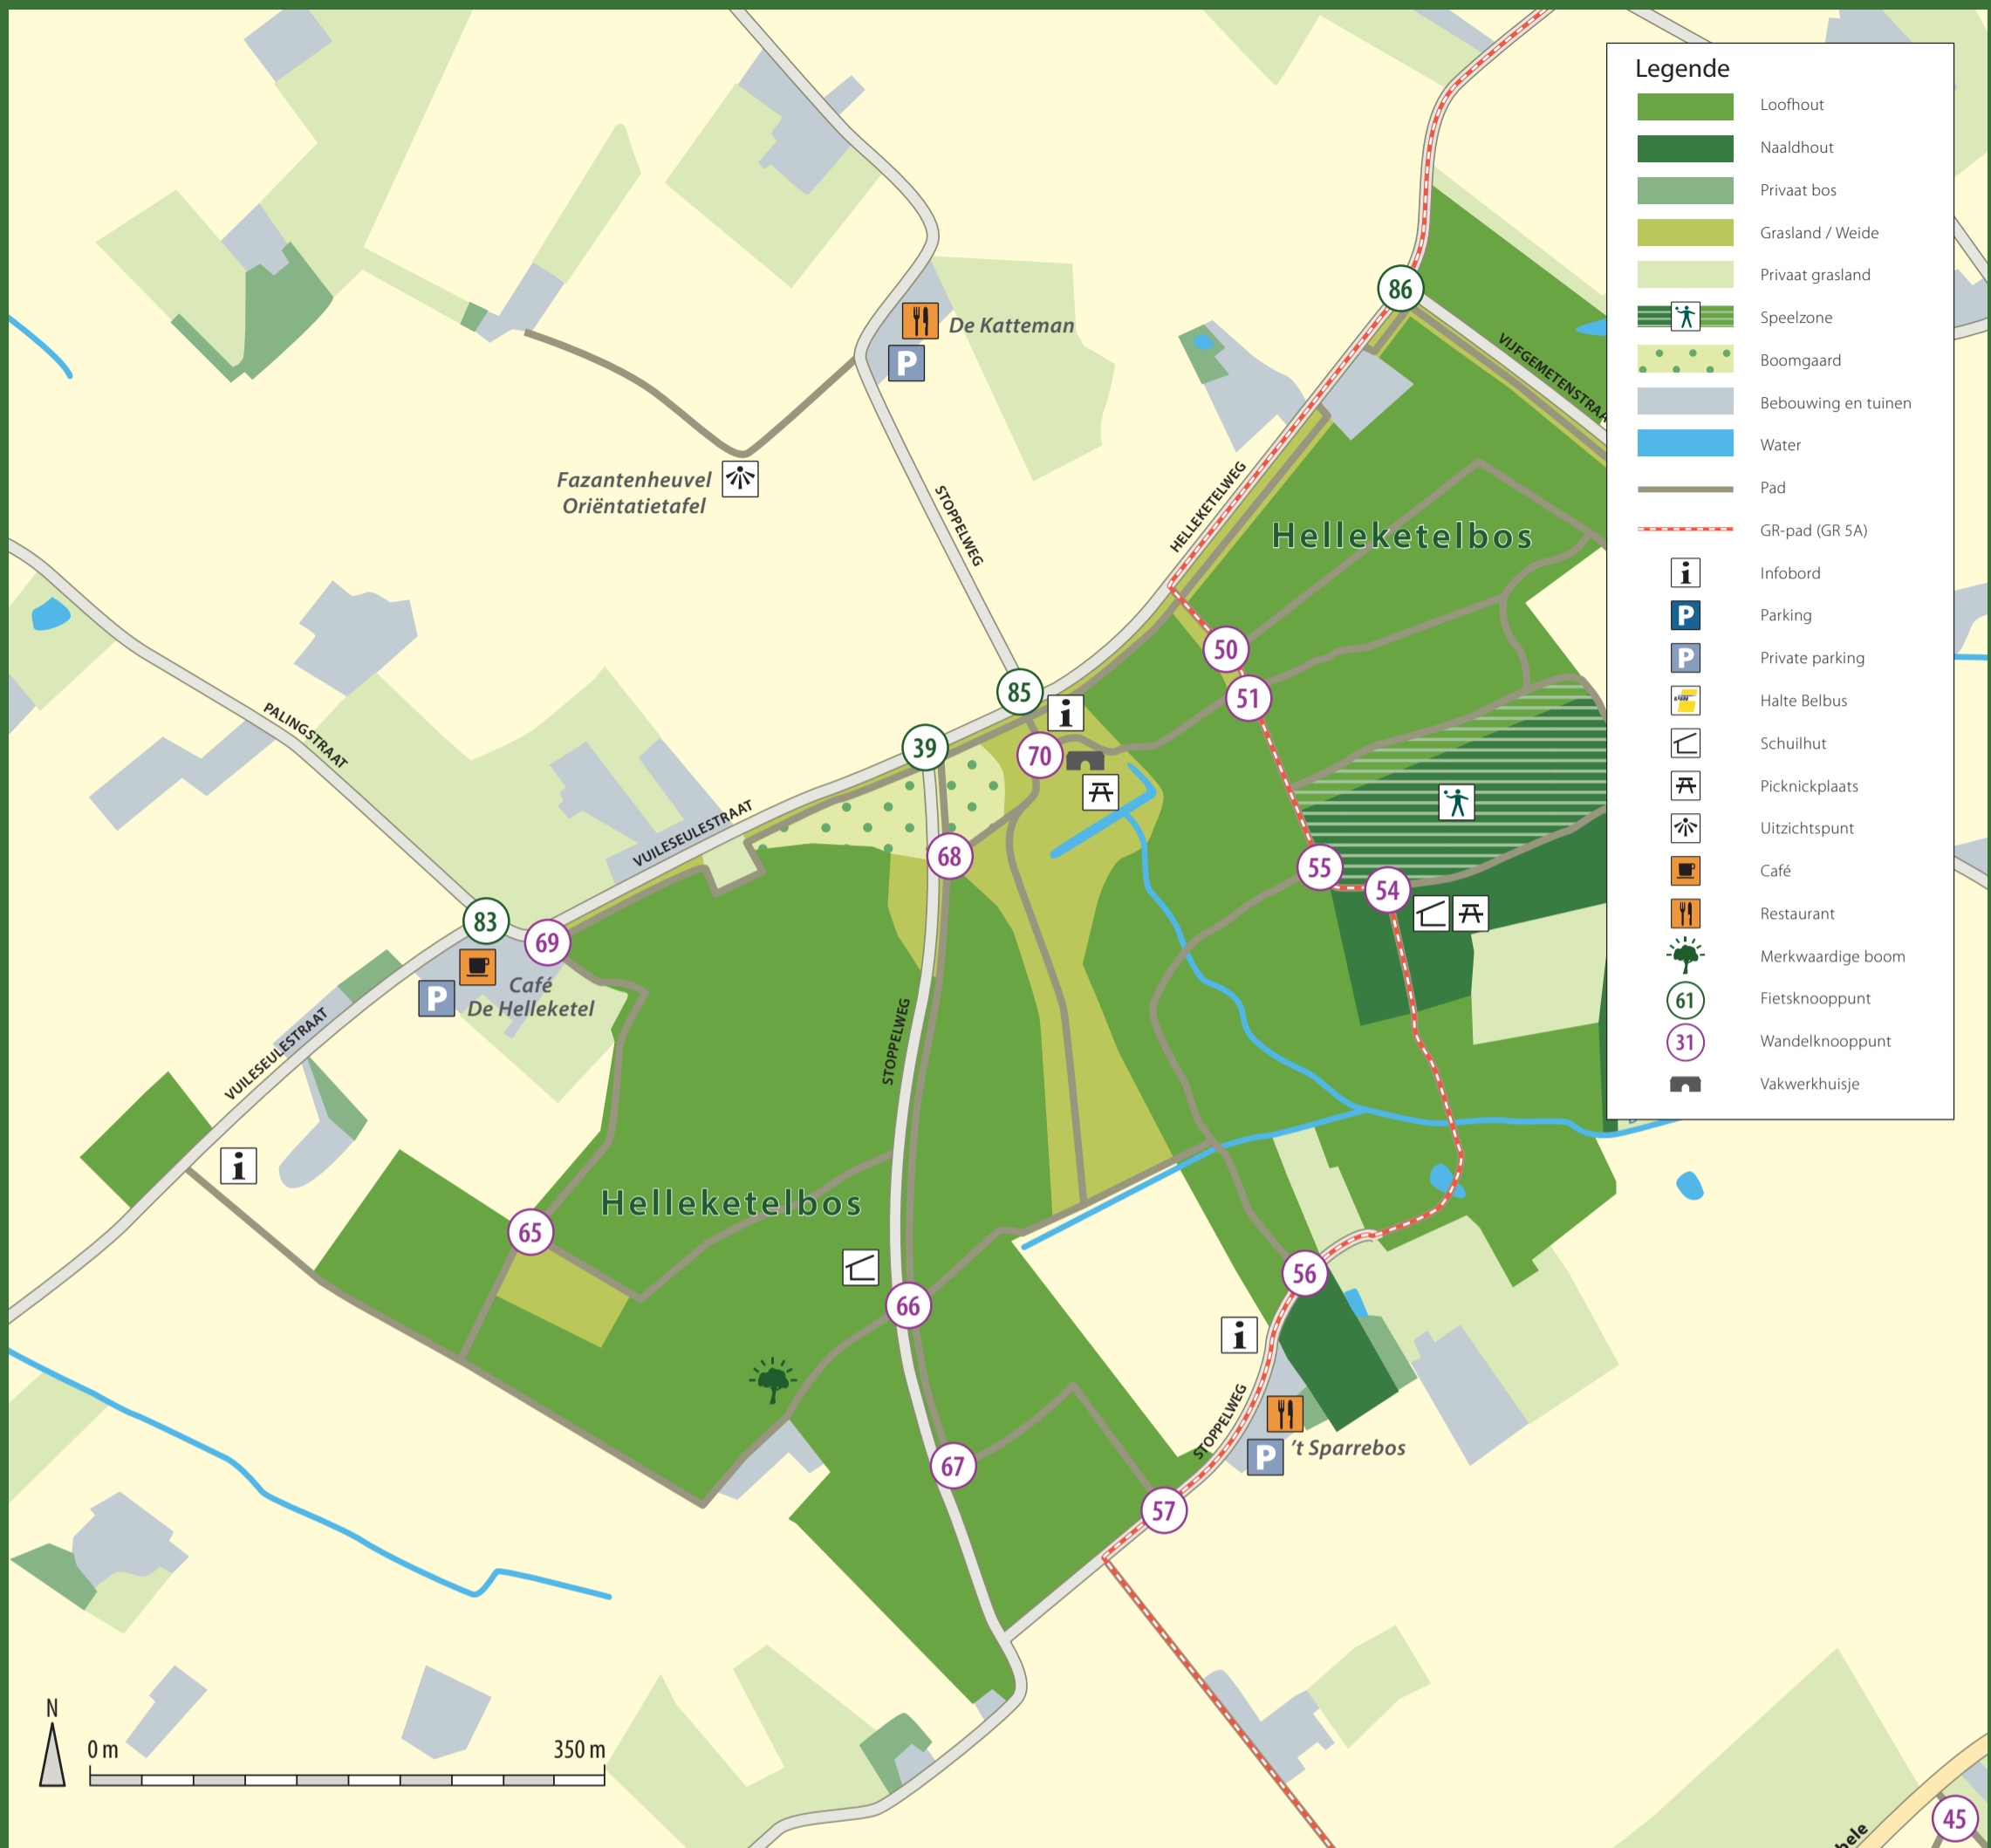 Legende
Loofhout
Naaldhout
Privaat bos
Grasland / Weide
Privaat grasland
Speelzone
Boomgaard
Bebouwing en tuinen
Water
Pad
GR-pad (GR 5A)
i
Infobord
P
Parking
P
Private parking
Halte Belbus
Schuilhut
Picknickplaats
Uitzichtspunt
Café
Restaurant
Merkwaardige boom
61
Fietsknooppunt
31
Wandelknooppunt
Vakwerkhuisje
86
VIJFGEMETENSTRAA
De Katteman
P
Fazantenheuvel
Oriëntatietafel
STOPPELWEG
HELLEKETELWEG
Helleketelbos
50
51
85
i
39
70
PALINGSTRAAT
VUILESEULESTRAAT
68
55
54
83
69
Café
De Helleketel
P
STOPPELWEG
VUILESEULESTRAAT
i
65
Helleketelbos
66
56
i
STOPPELWEG
't Sparrebos
P
67
57
N
0 m
350 m
45
bele